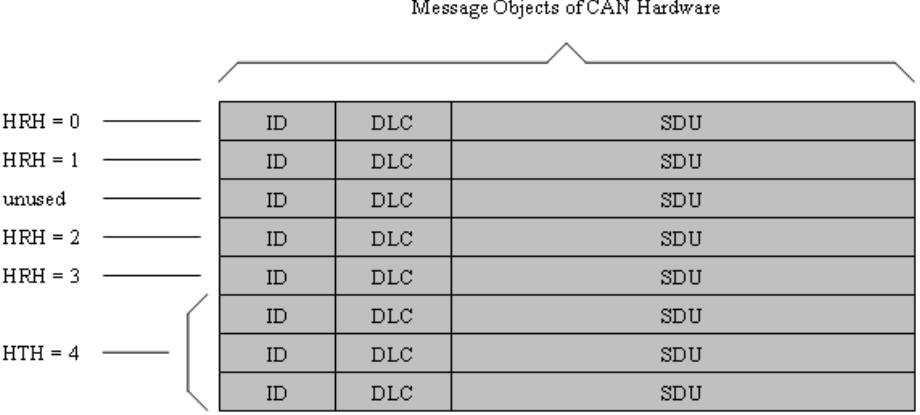 Message Objects of CAN Hardware
HRH = 0 ID DLC SDU
HRH = 1 ID DLC SDU
unused ID DLC SDU
HRH = 2 ID DLC SDU
HRH = 3 ID DLC SDU
ID DLC SDU
HTH = 4 ID DLC SDU
ID DLC SDU